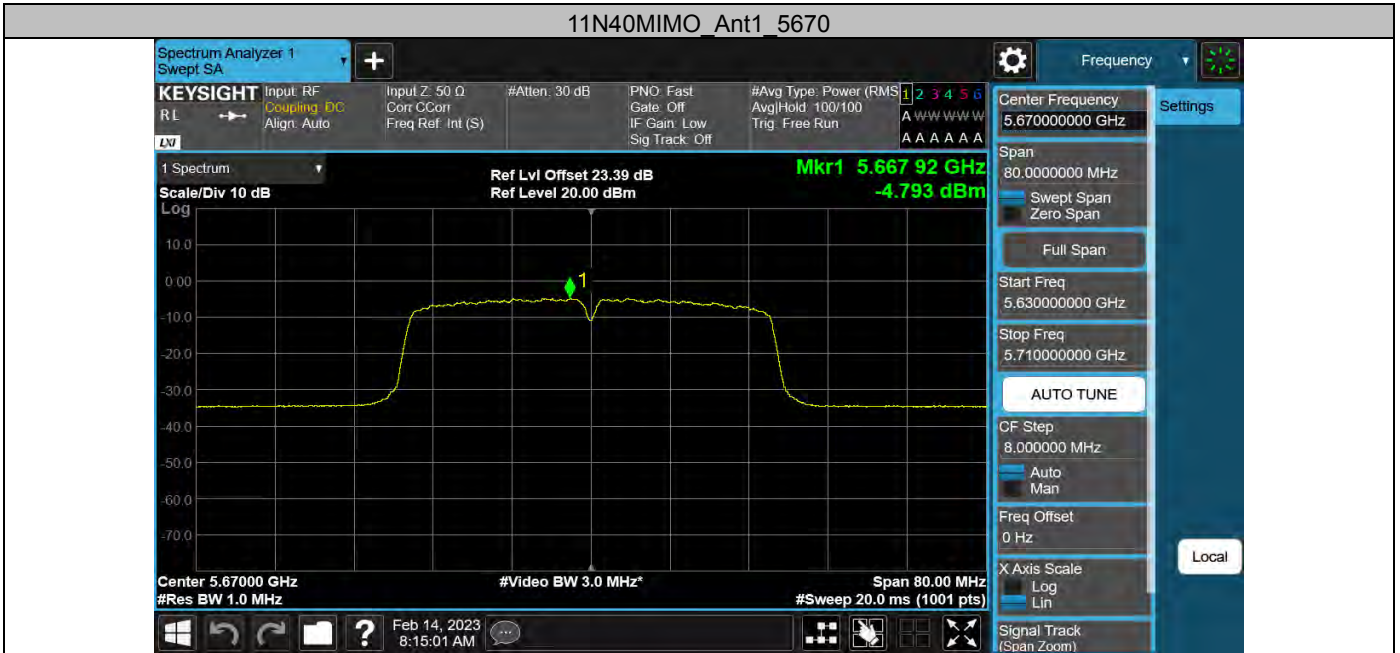 11N40MIMO_Ant1_5670
Spectrum Analyzer 1
Swept SA
Frequency
KEYSIGHT
RL
LXI
Input: RF
Coupling: DC
Align: Auto
Input Z: 50 Ω
Corr CCorr
Freq Ref: Int (S)
#Atten: 30 dB
PNO: Fast
Gate: Off
IF Gain: Low
Sig Track: Off
#Avg Type: Power (RMS
Avg|Hold: 100/100
Trig: Free Run
1 2 3 4 5 6
A W W W W W
A A A A A A
1 Spectrum
Scale/Div 10 dB
Log
Ref Lvl Offset 23.39 dB
Ref Level 20.00 dBm
Mkr1 5.667 92 GHz
-4.793 dBm
1
10.0
0.00
-10.0
-20.0
-30.0
-40.0
-50.0
-60.0
-70.0
Center 5.67000 GHz
#Res BW 1.0 MHz
#Video BW 3.0 MHz*
Span 80.00 MHz
#Sweep 20.0 ms (1001 pts)
Center Frequency
5.670000000 GHz
Settings
Span
80.0000000 MHz
Swept Span
Zero Span
Full Span
Start Freq
5.630000000 GHz
Stop Freq
5.710000000 GHz
AUTO TUNE
CF Step
8.000000 MHz
Auto
Man
Freq Offset
0 Hz
X Axis Scale
Log
Lin
Local
Signal Track
(Span Zoom)
?
Feb 14, 2023
8:15:01 AM